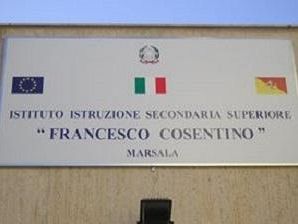 ISTITUTO ISTRUZIONE SECONDARIA SUPERIORE
"FRANCESCO COSENTINO"
MARSALA